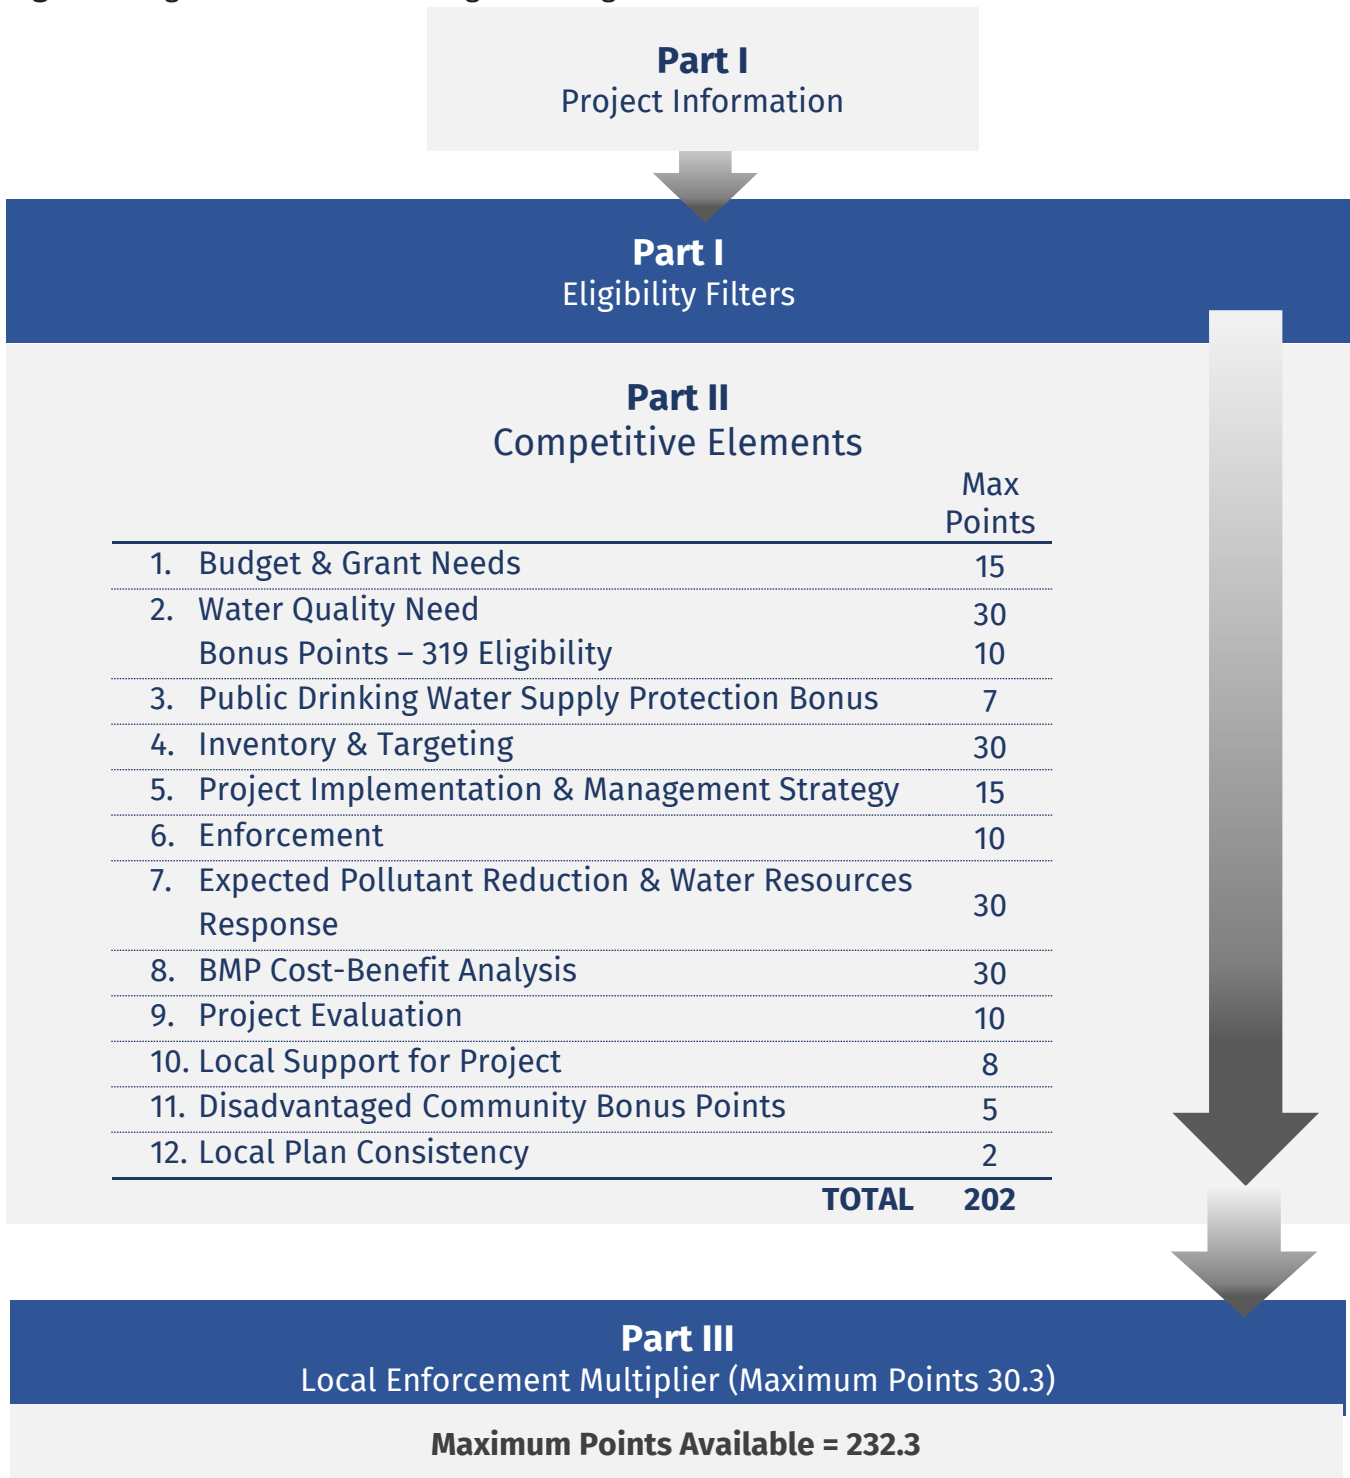 Part I
Project Information
Part I
Eligibility Filters
Part II
Competitive Elements
Max
Points
1. Budget & Grant Needs 15
2. Water Quality Need 30
Bonus Points – 319 Eligibility 10
3. Public Drinking Water Supply Protection Bonus 7
4. Inventory & Targeting 30
5. Project Implementation & Management Strategy 15
6. Enforcement 10
7. Expected Pollutant Reduction & Water Resources
Response 30
8. BMP Cost-Benefit Analysis 30
9. Project Evaluation 10
10. Local Support for Project 8
11. Disadvantaged Community Bonus Points 5
12. Local Plan Consistency 2
TOTAL 202
Part III
Local Enforcement Multiplier (Maximum Points 30.3)
Maximum Points Available = 232.3